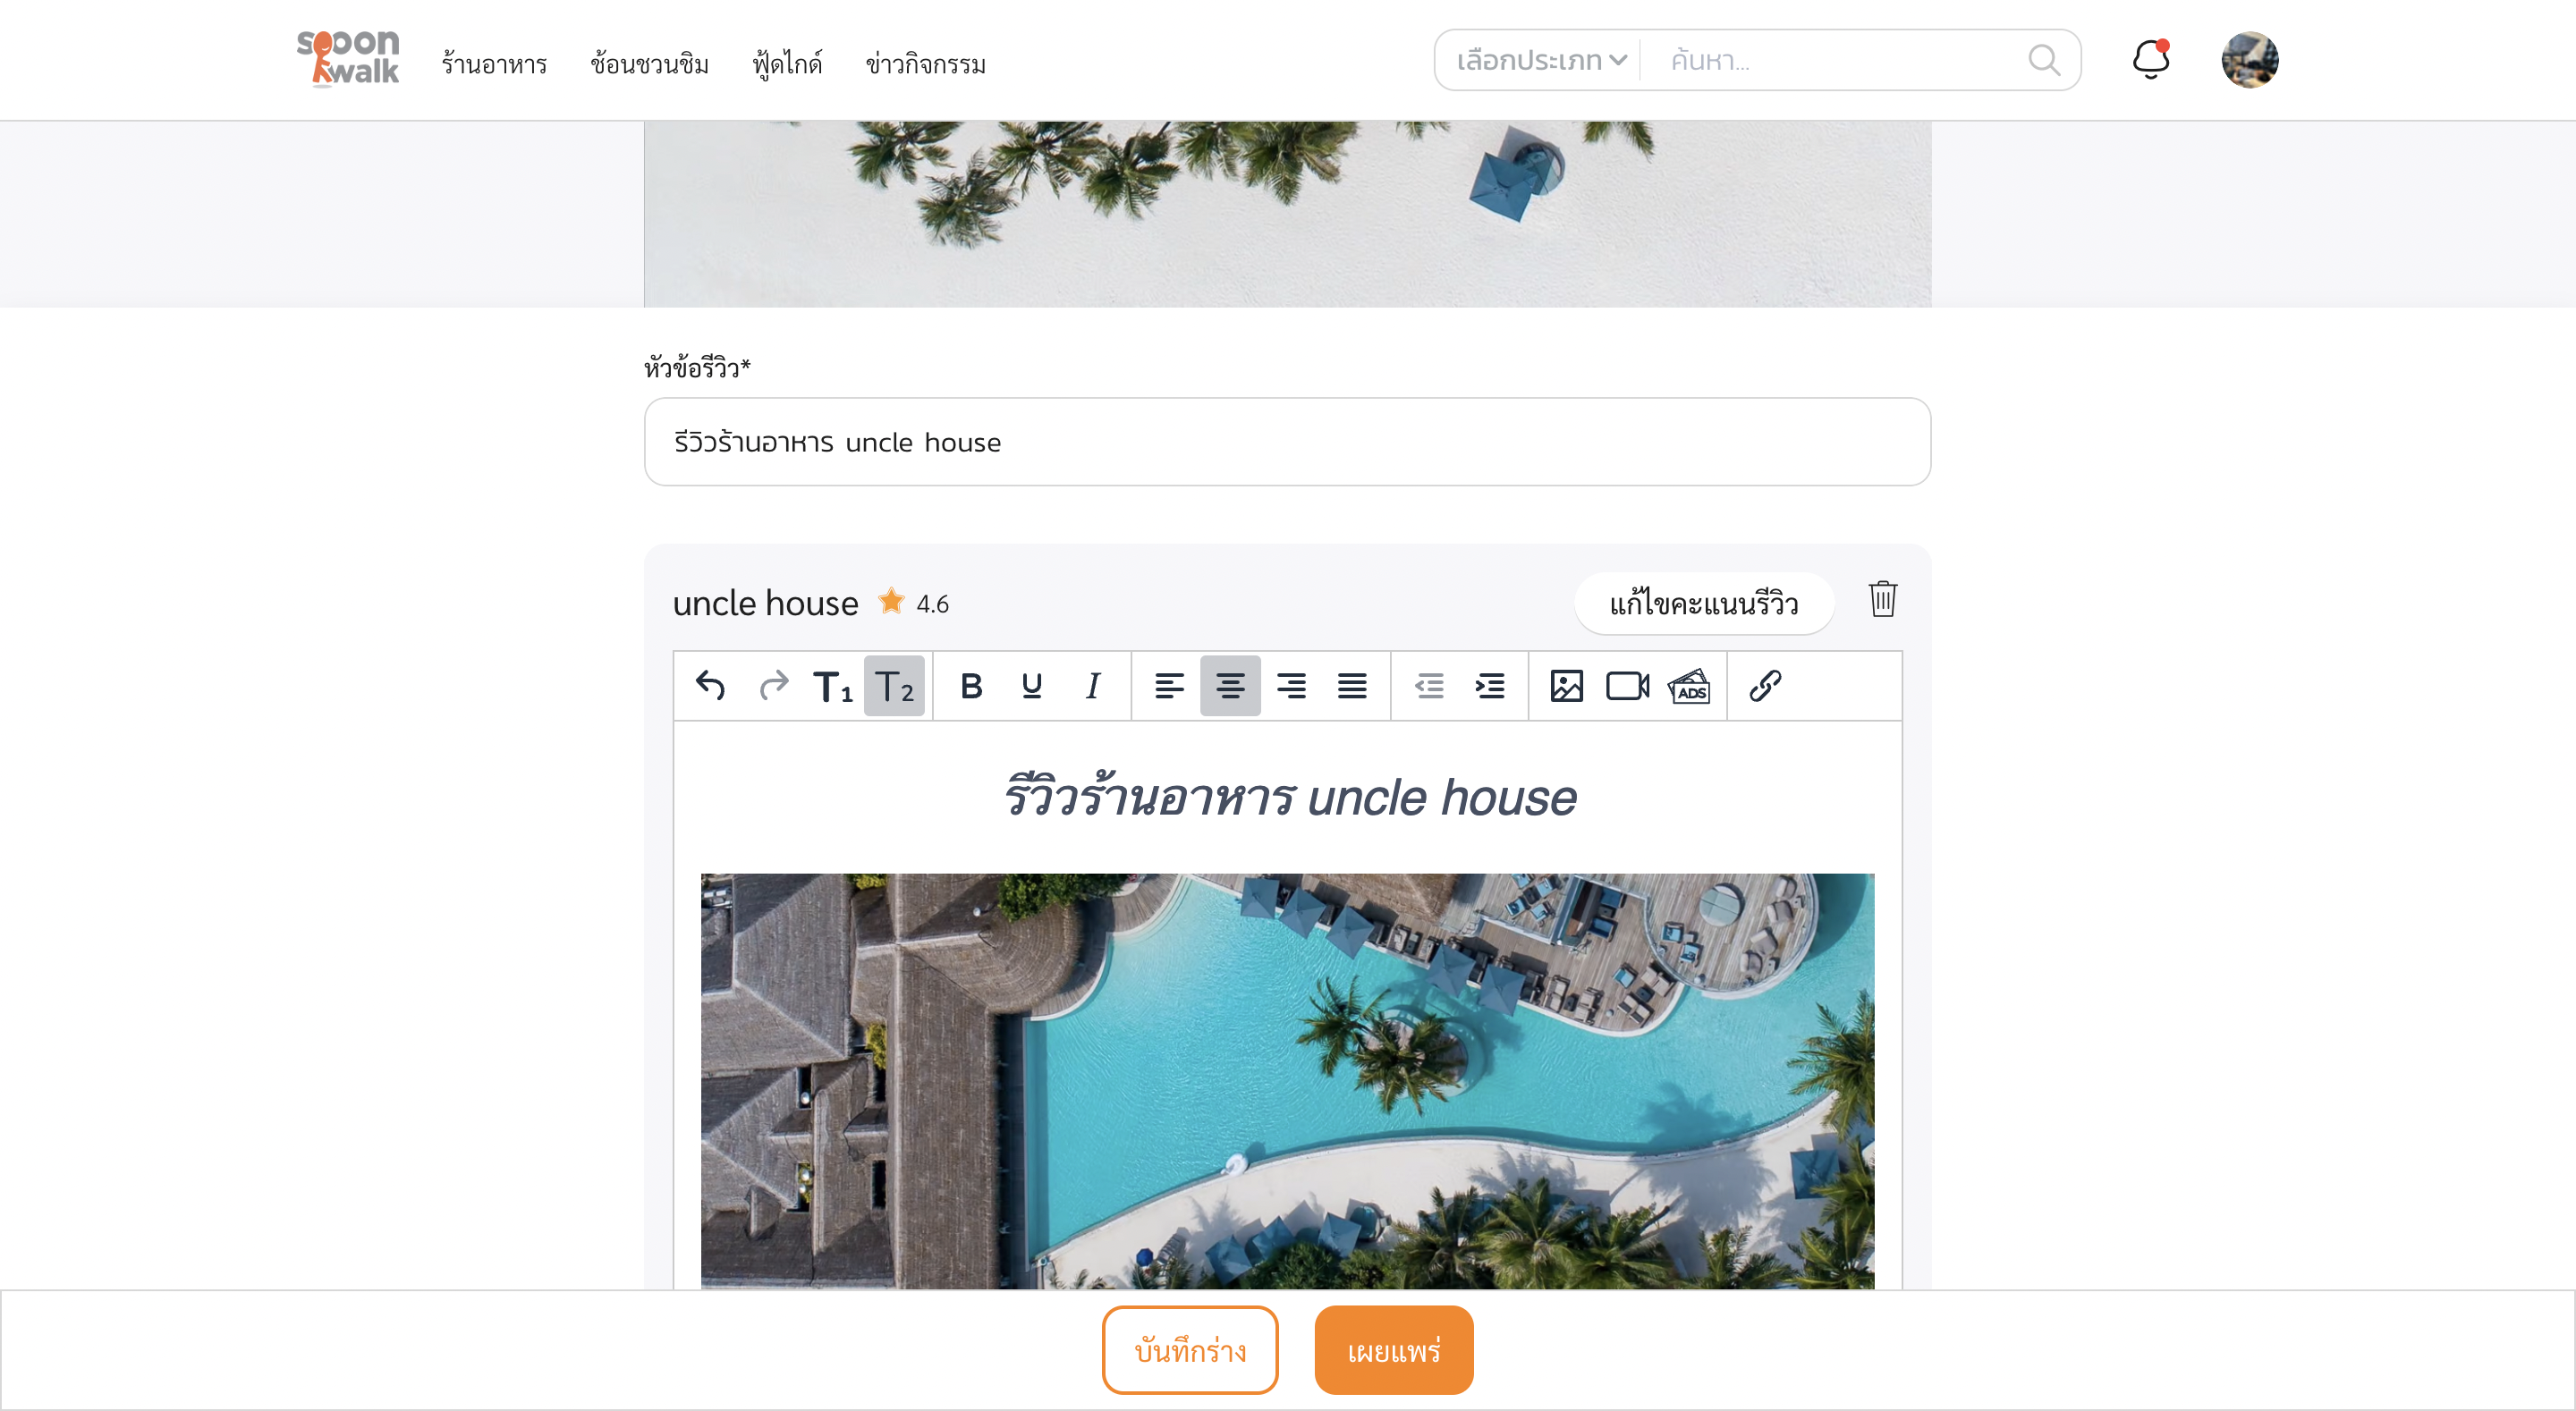 spoon walk
ร้านอาหาร ช้อนชวนชิม ฟู้ดไกด์ ข่าวกิจกรรม เลือกประเภท ค้นหา...
หัวข้อรีวิว*
รีวิวร้านอาหาร uncle house
uncle house 4.6 แก้ไขคะแนนรีวิว
T1 T2 B U I ADS
รีวิวร้านอาหาร uncle house
บันทึกร่าง เผยแพร่